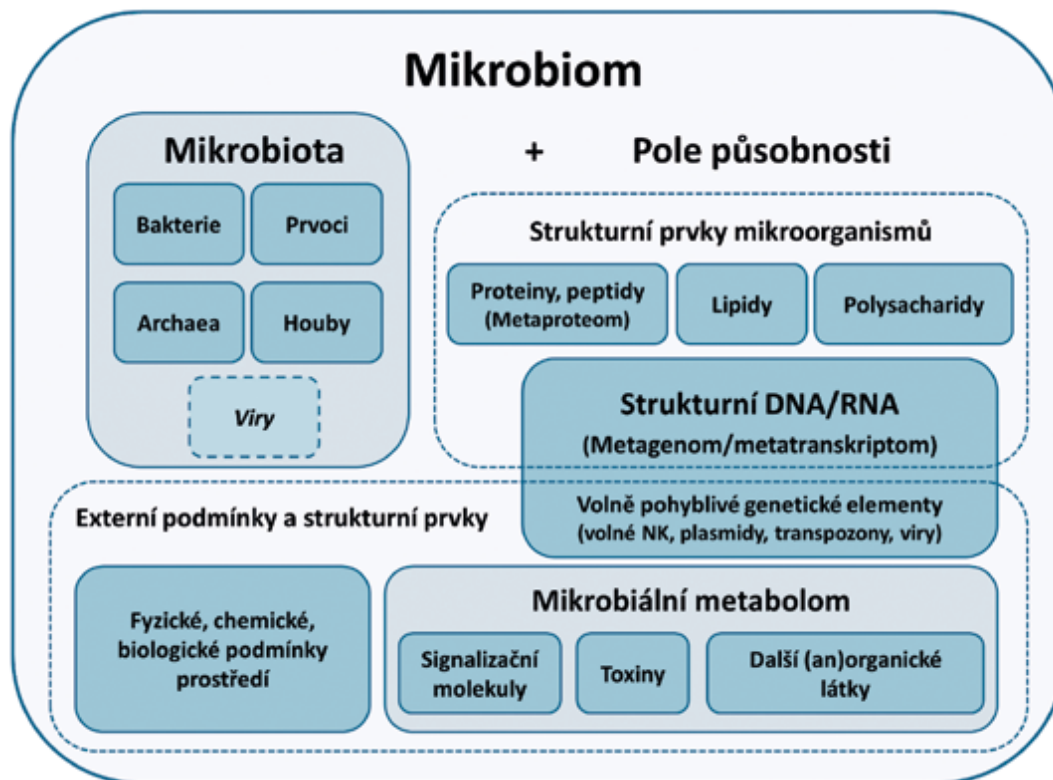 Mikrobiom
Mikrobiota
+ Pole působnosti
Bakterie
Prvoci
Archaea
Houby
Viry
Strukturní prvky mikroorganismů
Proteiny, peptidy
(Metaproteom)
Lipidy
Polysacharidy
Strukturní DNA/RNA
(Metagenom/metatranskriptom)
Volně pohyblivé genetické elementy
(volné NK, plasmidy, transpozony, viry)
Externí podmínky a strukturní prvky
Fyzické, chemické,
biologické podmínky
prostředí
Mikrobiální metabolom
Signalizační
molekuly
Toxiny
Další (an)organické
látky